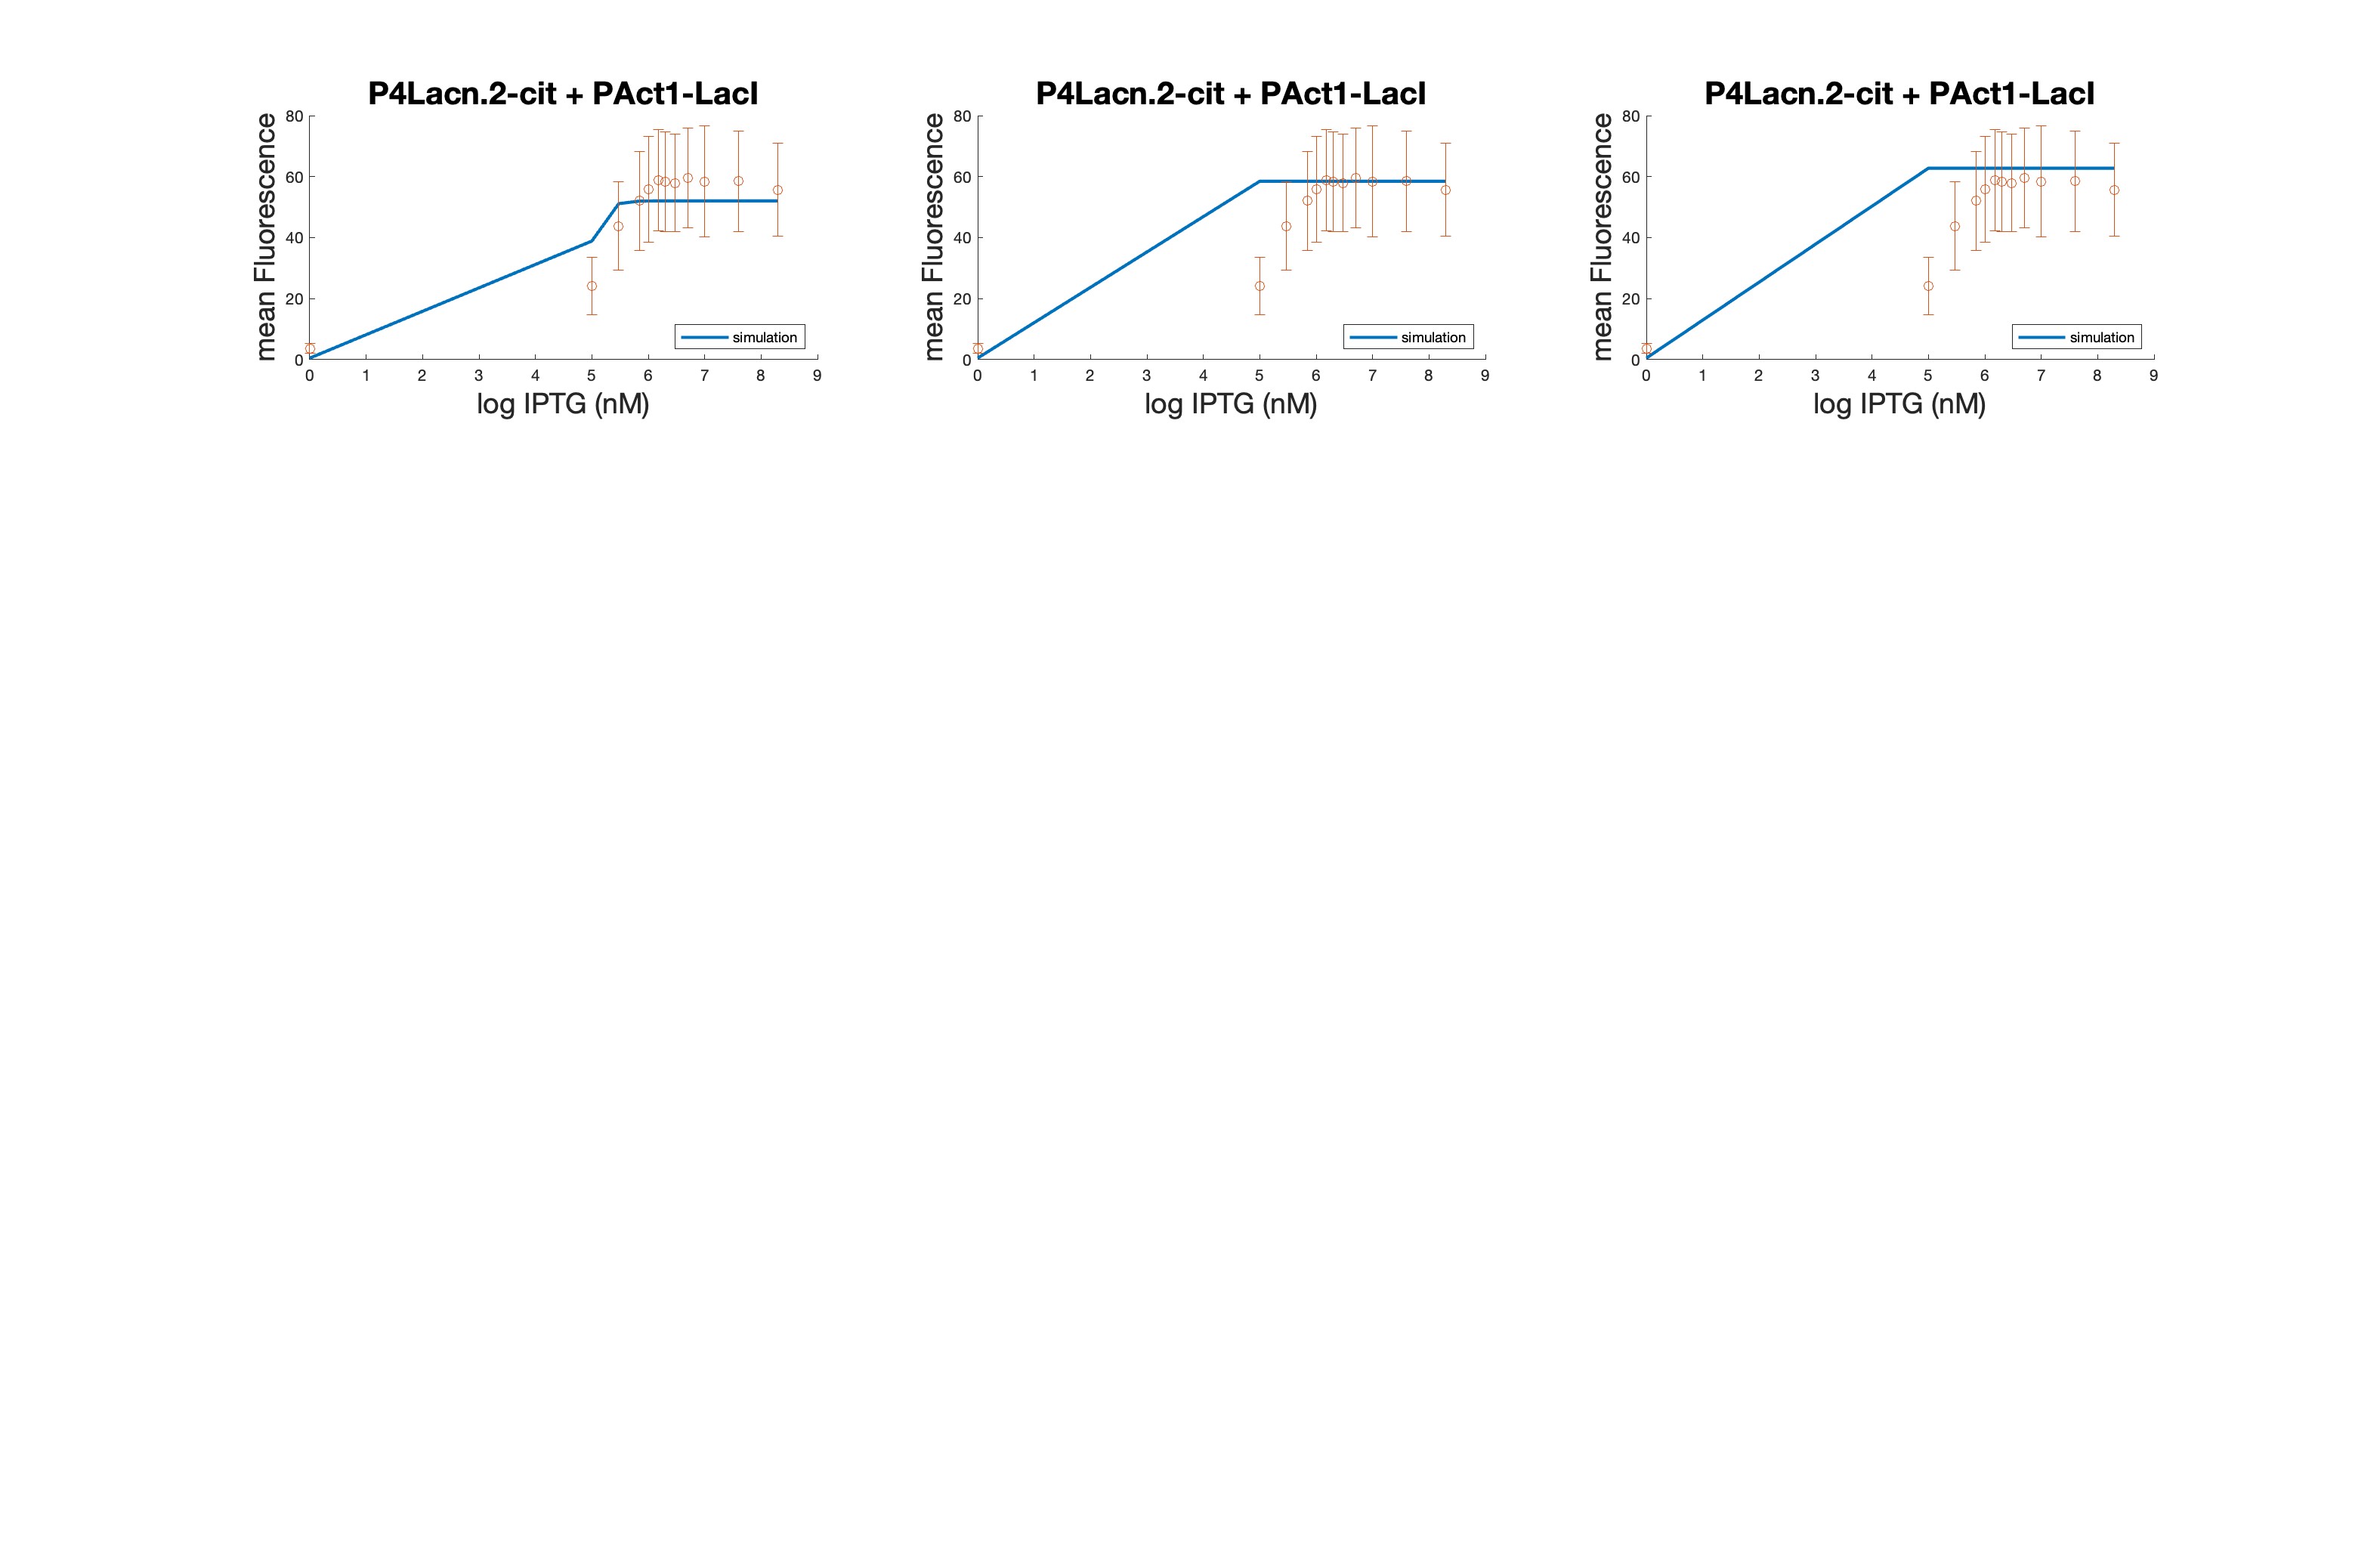 P4Lacn.2-cit + PAct1-LacI
80
60
40
20
0
mean Fluorescence
simulation
0 1 2 3 4 5 6 7 8 9
log IPTG (nM)
P4Lacn.2-cit + PAct1-LacI
80
60
40
20
0
mean Fluorescence
simulation
0 1 2 3 4 5 6 7 8 9
log IPTG (nM)
P4Lacn.2-cit + PAct1-LacI
80
60
40
20
0
mean Fluorescence
simulation
0 1 2 3 4 5 6 7 8 9
log IPTG (nM)